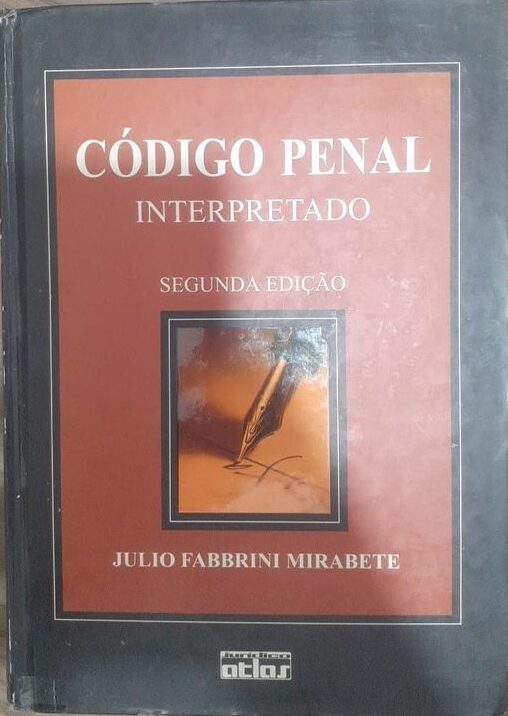 CÓDIGO PENAL
INTERPRETADO
SEGUNDA EDIÇÃO
JULIO FABBRINI MIRABETE
jurídico
atlas